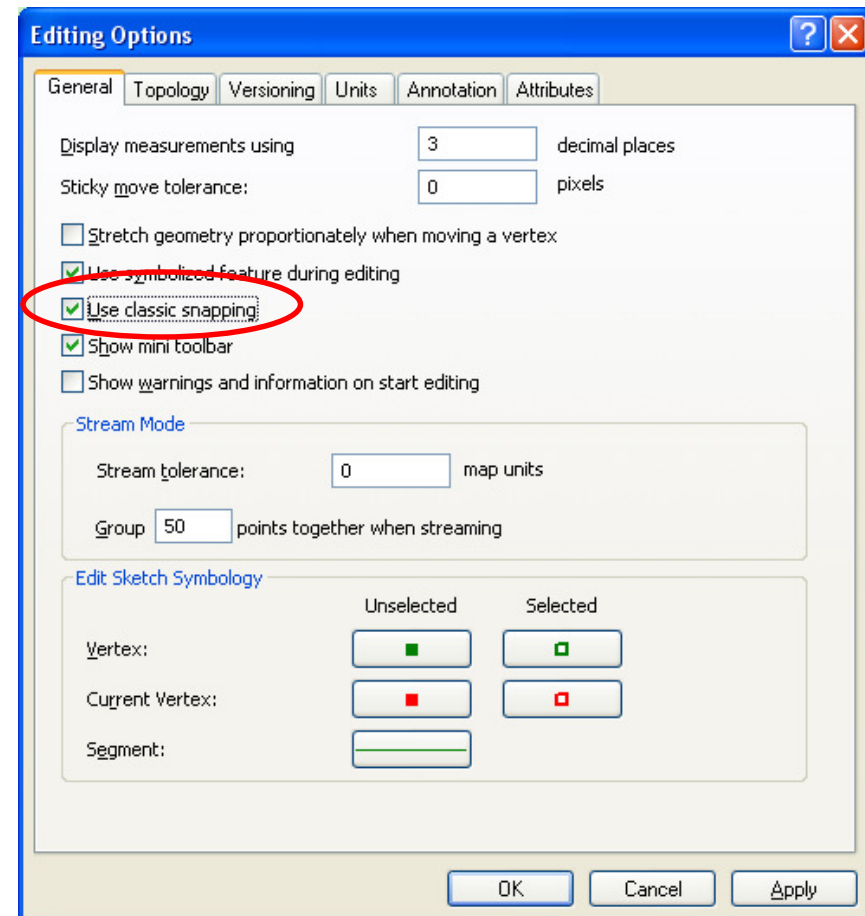 Editing Options
General Topology Versioning Units Annotation Attributes
Display measurements using 3 decimal places
Sticky move tolerance: 0 pixels
Stretch geometry proportionately when moving a vertex
Use symbolized feature during editing
Use classic snapping
Show mini toolbar
Show warnings and information on start editing
Stream Mode
Stream tolerance: 0 map units
Group 50 points together when streaming
Edit Sketch Symbology
Unselected Selected
Vertex:
Current Vertex:
Segment:
OK Cancel Apply